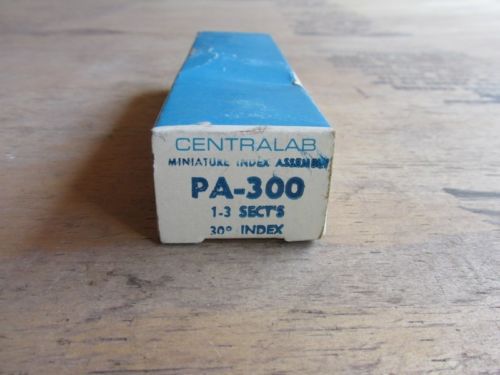 CENTRALAB
MINIATURE INDEX ASSEMBLY
PA-300
1-3 SECT'S
30° INDEX